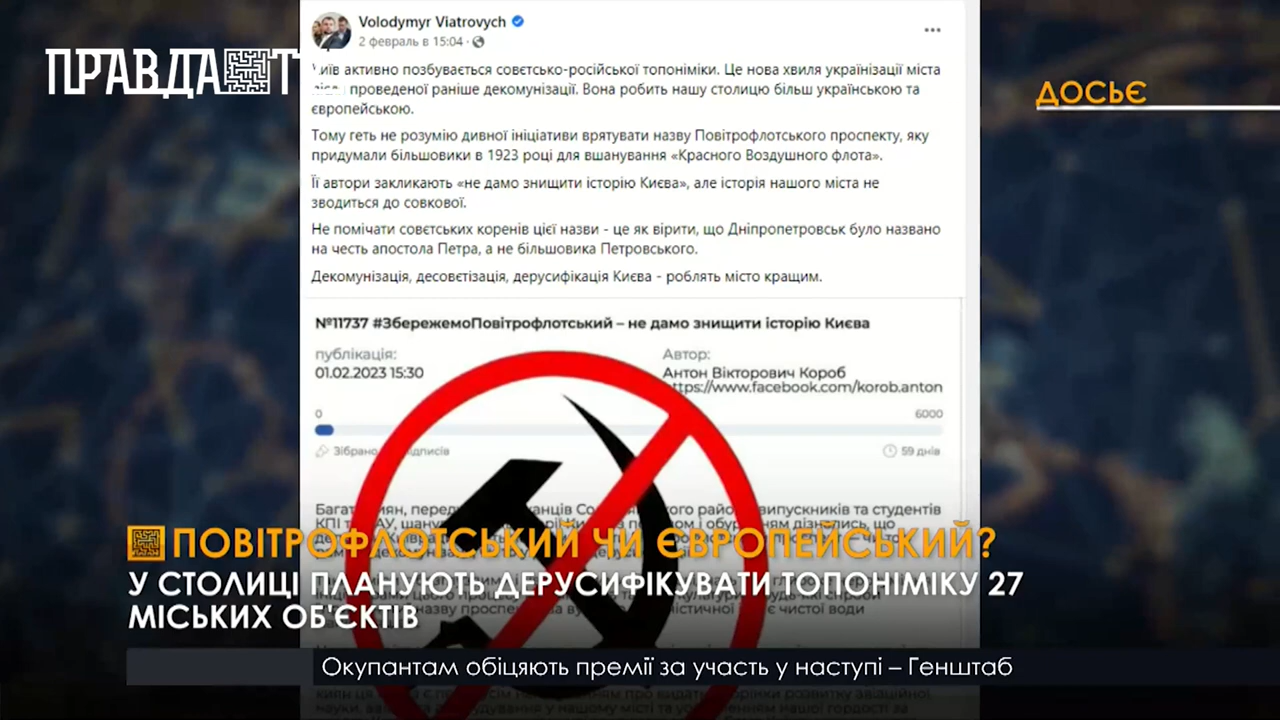 Volodymyr Viatrovych
2 февраль в 15:04
ПРАВДА
ДОСЬЄ
Київ активно позбувається совєтсько-російської топоніміки. Це нова хвиля українізації міста
проведеної раніше декомунізації. Вона робить нашу столицю більш українською та
європейською.
Тому геть не розумію дивної ініціативи врятувати назву Повітрофлотського проспекту, яку
придумали більшовики в 1923 році для вшанування «Красного Воздушного флота».
Її автори закликають «не дамо знищити історію Києва», але історія нашого міста не
зводиться до совкової.
Не помічати совєтських коренів цієї назви - це як вірити, що Дніпропетровськ було названо
на честь апостола Петра, а не більшовика Петровського.
Декомунізація, десовєтізація, дерусифікація Києва - роблять місто кращим.
№11737 #ЗбережемоПовітрофлотський – не дамо знищити історію Києва
публікація: Автор:
01.02.2023 15:30 Антон Вікторович Короб
https://www.facebook.com/korob.anton
0 6000
Зібрано 59 днів
випускників та студентів
КПІ
ПОВІТРОФЛОТСЬКИЙ ЧИ ЄВРОПЕЙСЬКИЙ?
У СТОЛИЦІ ПЛАНУЮТЬ ДЕРУСИФІКУВАТИ ТОПОНІМІКУ 27
МІСЬКИХ ОБ'ЄКТІВ
Окупантам обіцяють премії за участь у наступі – Генштаб